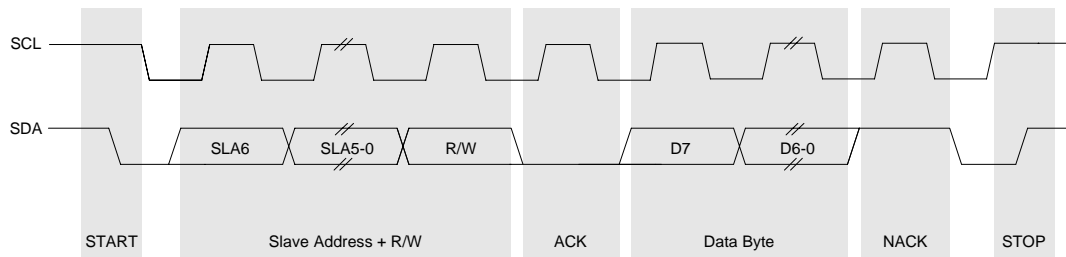 SCL
SDA
SLA6 SLA5-0 R/W D7 D6-0
START Slave Address + R/W ACK Data Byte NACK STOP